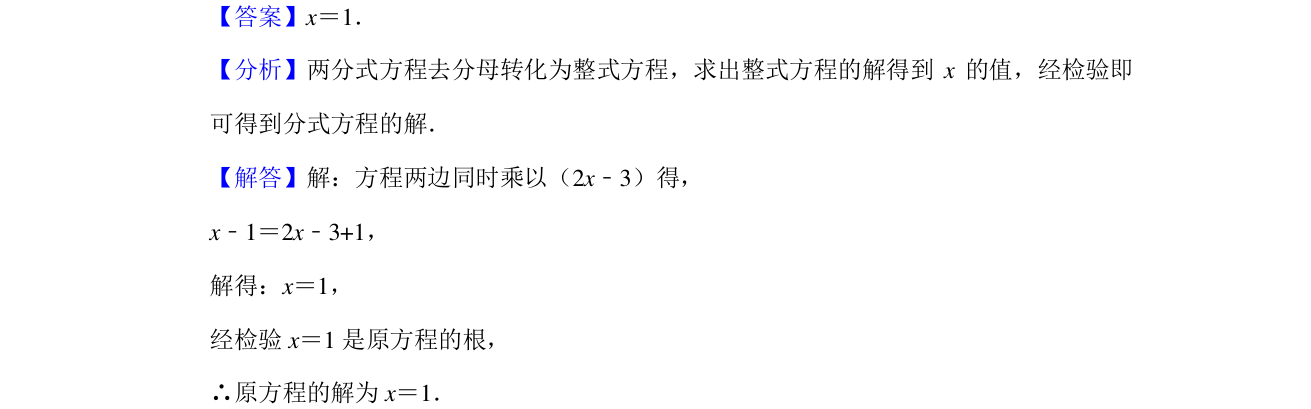 【答案】x＝1．
【分析】两分式方程去分母转化为整式方程，求出整式方程的解得到 x 的值，经检验即
可得到分式方程的解．
【解答】解：方程两边同时乘以（2x﹣3）得，
x﹣1＝2x﹣3+1，
解得：x＝1，
经检验 x＝1 是原方程的根，
∴原方程的解为 x＝1．